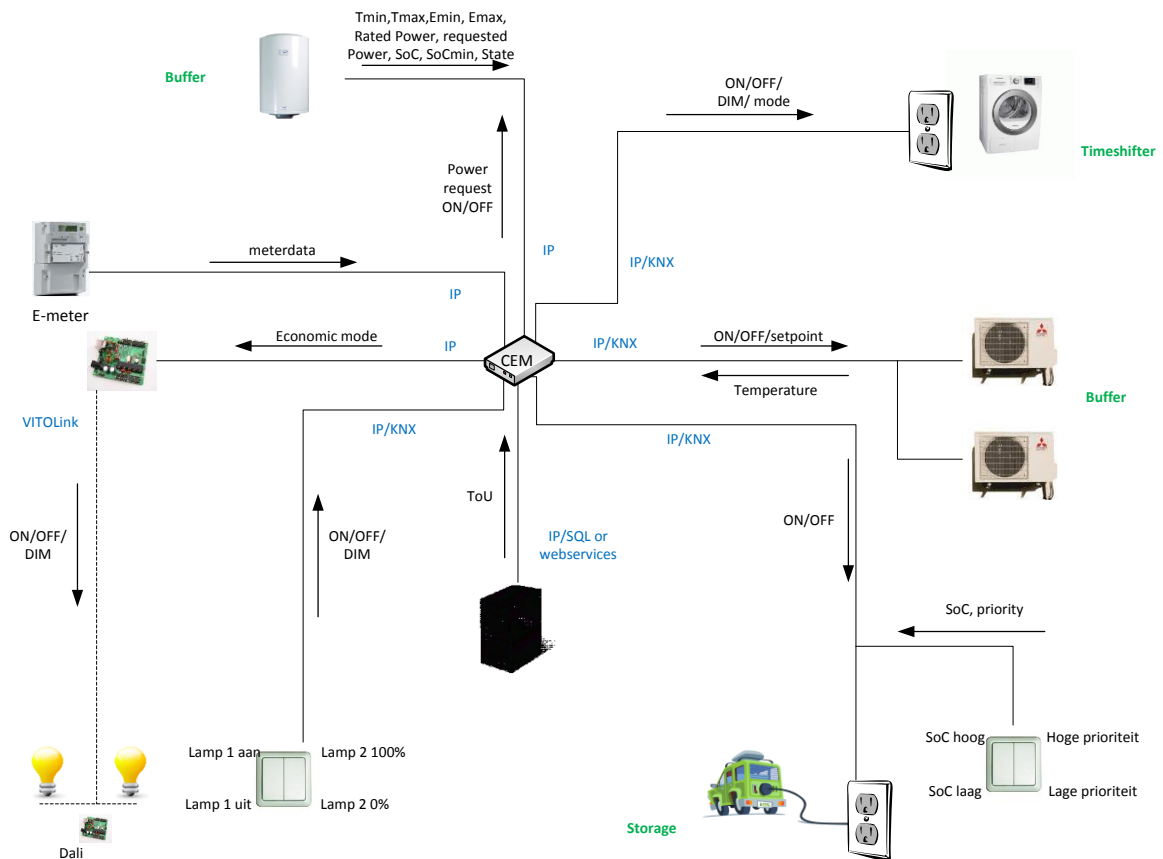 Tmin,Tmax,Emin, Emax,
Rated Power, requested
Power, SoC, SoCmin, State
Buffer
ON/OFF/
DIM/ mode
Timeshifter
Power
request
ON/OFF
meterdata
IP
IP/KNX
E-meter
IP
Economic mode
IP
CEM
IP/KNX
ON/OFF/setpoint
Temperature
Buffer
VITOLink
IP/KNX
IP/KNX
ToU
ON/OFF/
DIM
ON/OFF/
DIM
IP/SQL or
webservices
ON/OFF
SoC, priority
Lamp 1 aan
Lamp 2 100%
Lamp 1 uit
Lamp 2 0%
SoC hoog
Hoge prioriteit
SoC laag
Lage prioriteit
Storage
Dali